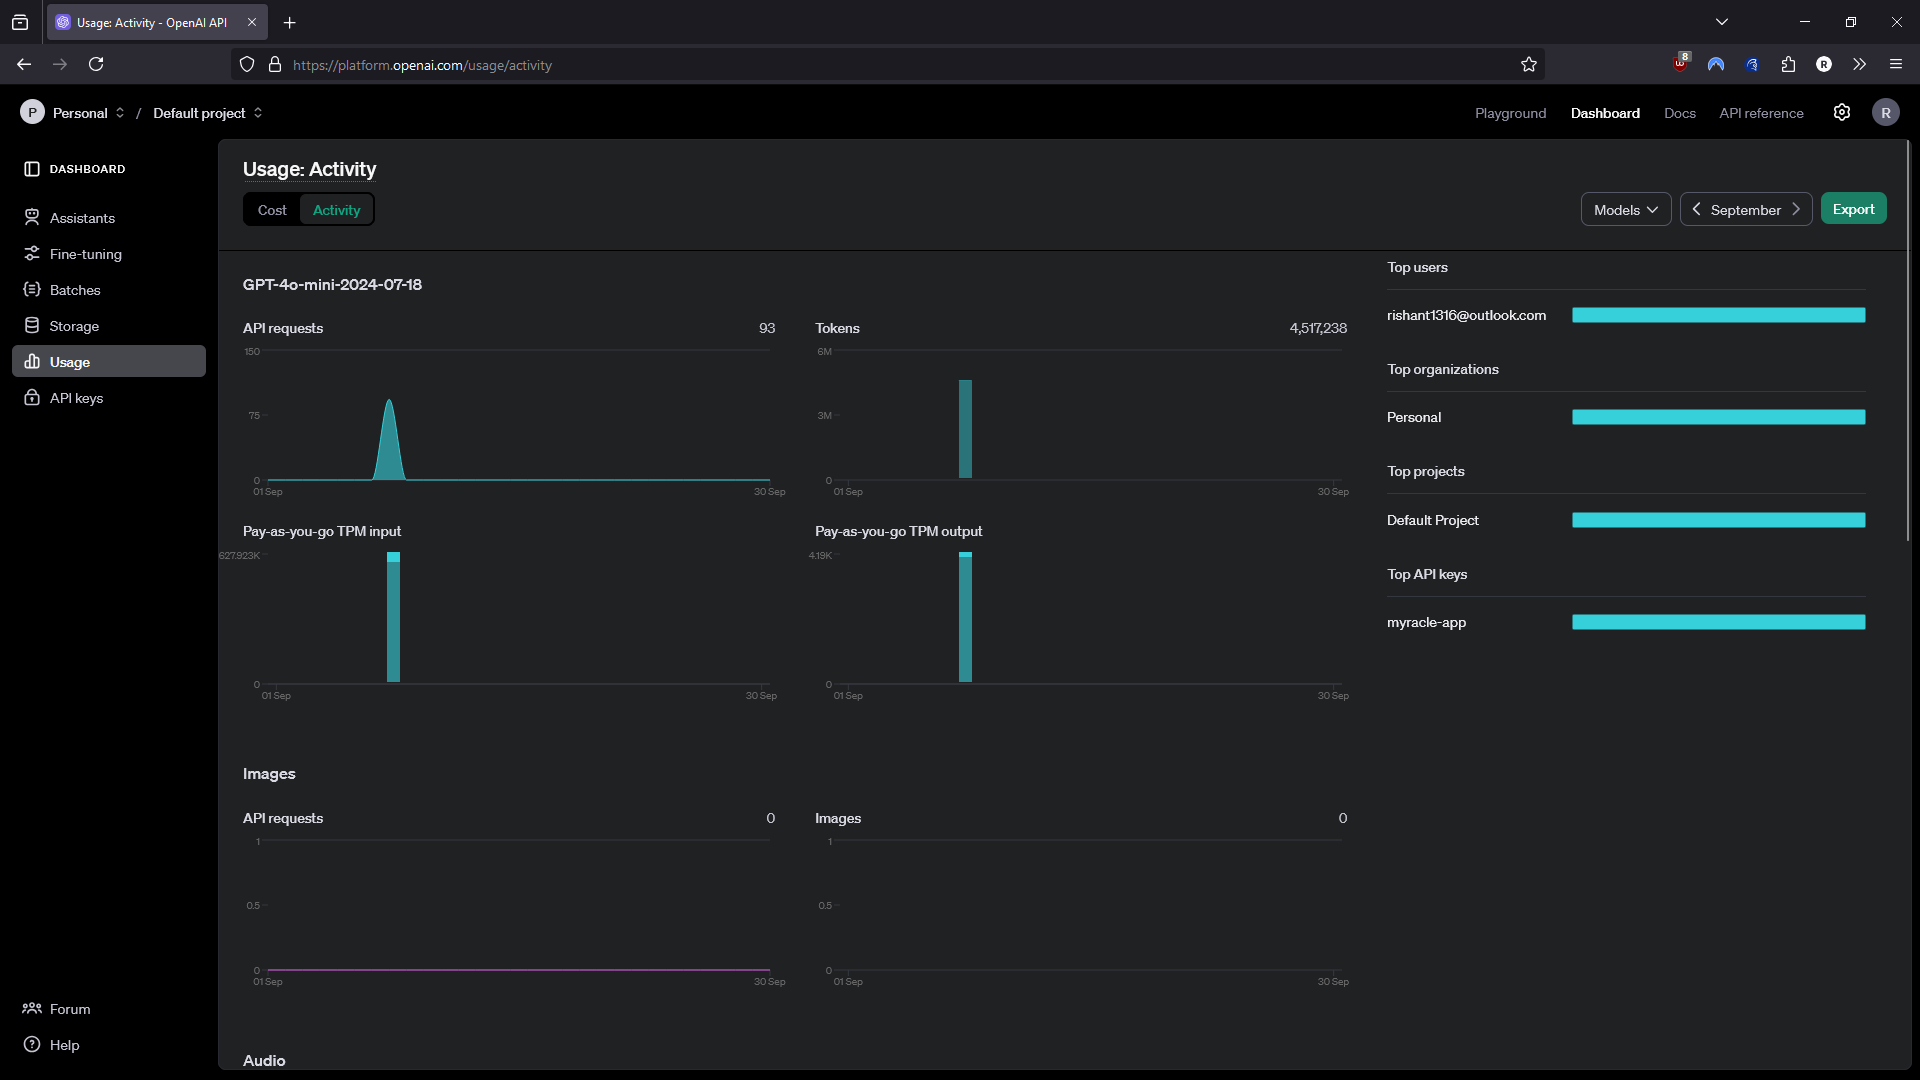 Usage: Activity - OpenAI API
https://platform.openai.com/usage/activity
8
R
P Personal / Default project
Playground Dashboard Docs API reference R
DASHBOARD
Assistants
Fine-tuning
Batches
Storage
Usage
API keys
Forum
Help
Usage: Activity
Cost Activity
Models September Export
GPT-4o-mini-2024-07-18
API requests 93
150
75
0
01 Sep 30 Sep
Tokens 4,517,238
6M
3M
0
01 Sep 30 Sep
Pay-as-you-go TPM input
627.923K
0
01 Sep 30 Sep
Pay-as-you-go TPM output
4.19K
0
01 Sep 30 Sep
Images
API requests 0
1
0.5
0
01 Sep 30 Sep
Images 0
1
0.5
0
01 Sep 30 Sep
Audio
Top users
rishant1316@outlook.com
Top organizations
Personal
Top projects
Default Project
Top API keys
myracle-app